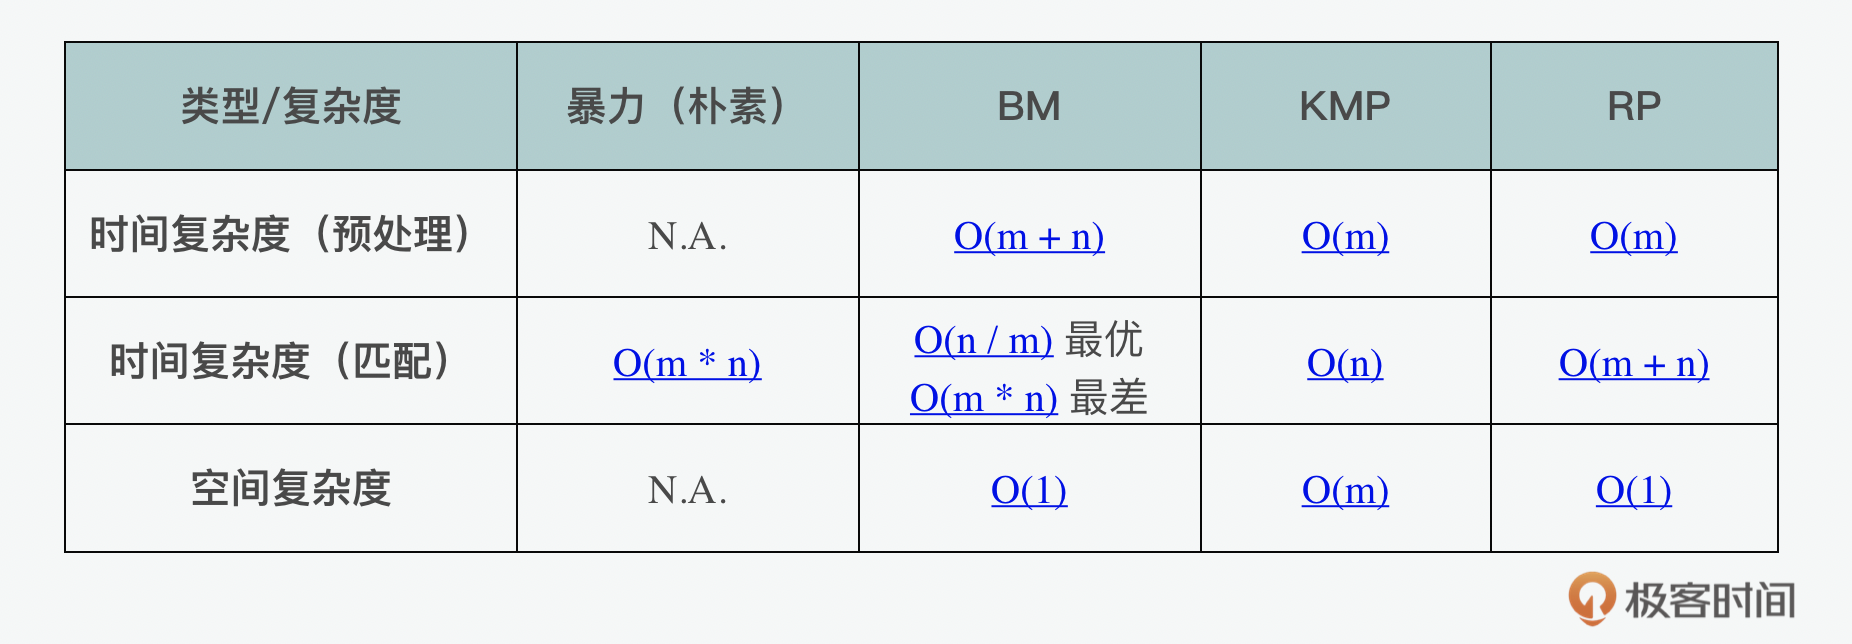 类型/复杂度 暴力（朴素） BM KMP RP
时间复杂度（预处理） N.A. O(m + n) O(m) O(m)
时间复杂度（匹配） O(m * n) O(n / m) 最优 O(n) O(m + n)
O(m * n) 最差
空间复杂度 N.A. O(1) O(m) O(1)
极客时间